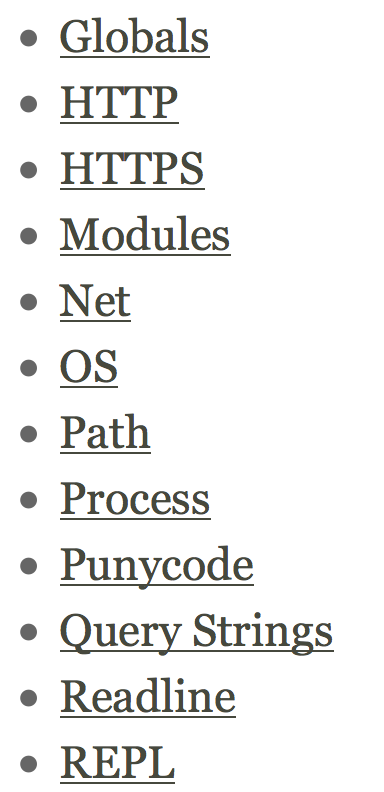 Globals
HTTP
HTTPS
Modules
Net
OS
Path
Process
Punycode
Query Strings
Readline
REPL